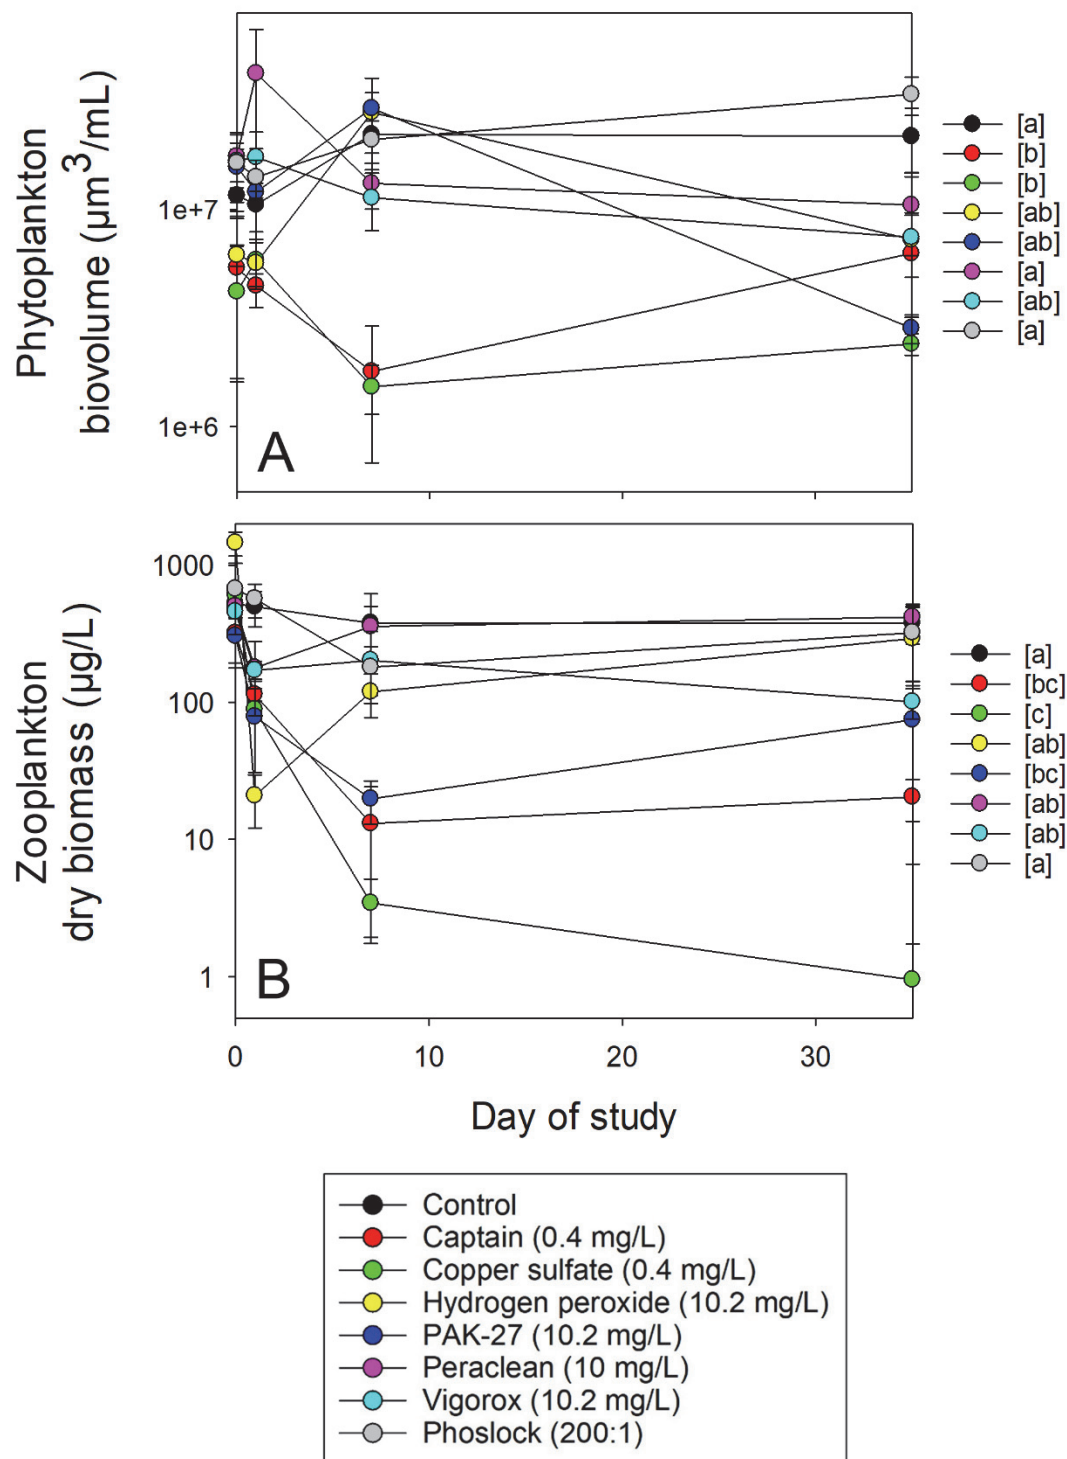 Phytoplankton
biovolume (µm³/mL)
1e+7
1e+6
A
[a]
[b]
[b]
[ab]
[ab]
[a]
[ab]
[a]
Zooplankton
dry biomass (µg/L)
1000
100
10
1
B
[a]
[bc]
[c]
[ab]
[bc]
[ab]
[ab]
[a]
0 10 20 30
Day of study
Control
Captain (0.4 mg/L)
Copper sulfate (0.4 mg/L)
Hydrogen peroxide (10.2 mg/L)
PAK-27 (10.2 mg/L)
Peraclean (10 mg/L)
Vigorox (10.2 mg/L)
Phoslock (200:1)